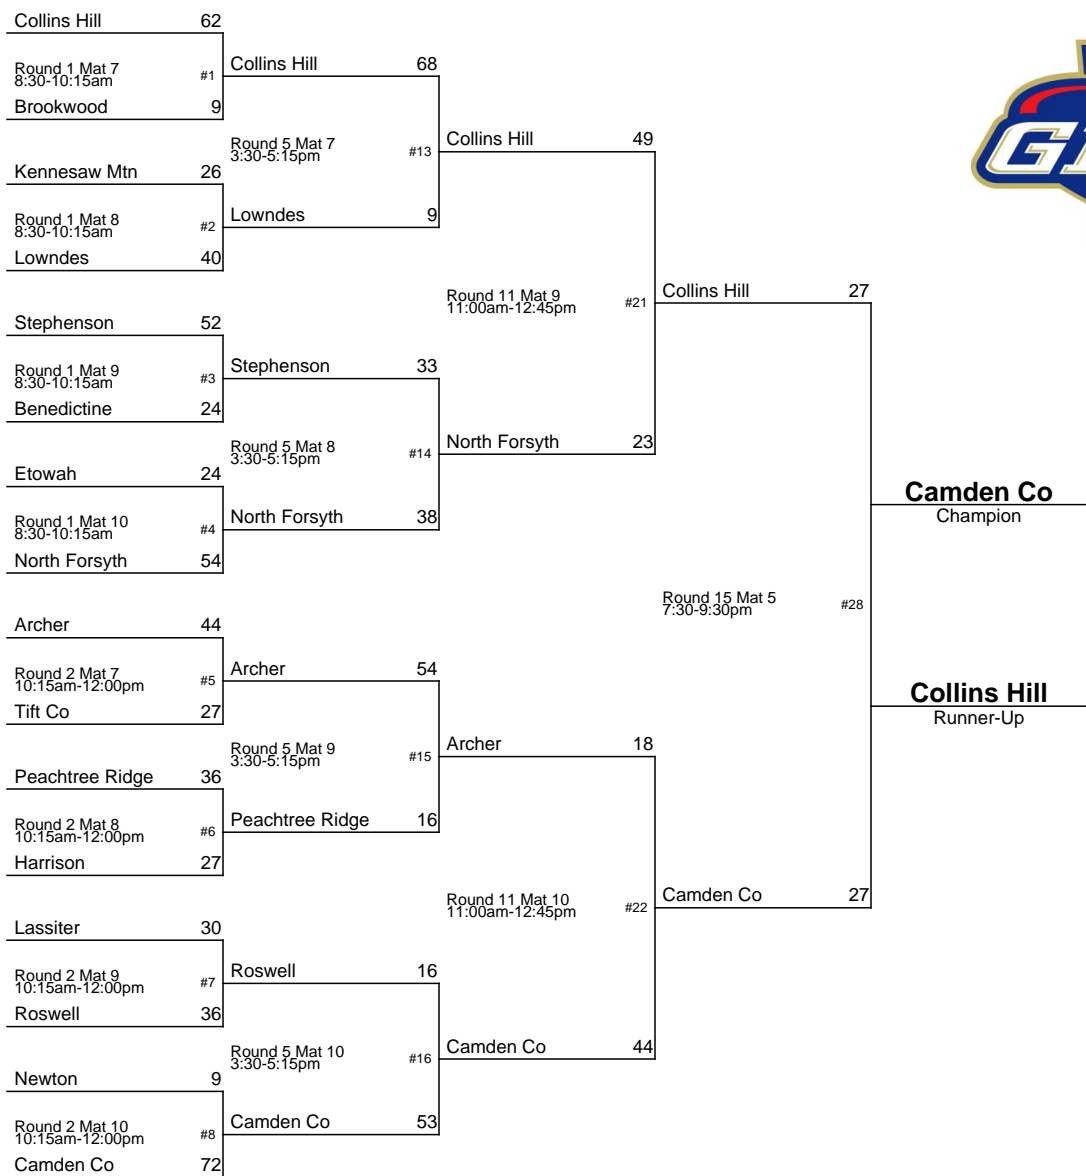 Collins Hill 62
Round 1 Mat 7
8:30-10:15am #1
Brookwood 9
Kennesaw Mtn 26
Round 1 Mat 8
8:30-10:15am #2
Lowndes 40
Stephenson 52
Round 1 Mat 9
8:30-10:15am #3
Benedictine 24
Etowah 24
Round 1 Mat 10
8:30-10:15am #4
North Forsyth 54
Archer 44
Round 2 Mat 7
10:15am-12:00pm #5
Tift Co 27
Peachtree Ridge 36
Round 2 Mat 8
10:15am-12:00pm #6
Harrison 27
Lassiter 30
Round 2 Mat 9
10:15am-12:00pm #7
Roswell 36
Newton 9
Round 2 Mat 10
10:15am-12:00pm #8
Camden Co 72
Collins Hill 68
Round 5 Mat 7
3:30-5:15pm #13
Lowndes 9
Stephenson 33
Round 5 Mat 8
3:30-5:15pm #14
North Forsyth 38
Archer 54
Round 5 Mat 9
3:30-5:15pm #15
Peachtree Ridge 16
Roswell 16
Round 5 Mat 10
3:30-5:15pm #16
Camden Co 53
Collins Hill 49
Round 11 Mat 9
11:00am-12:45pm #21
North Forsyth 23
Archer 18
Round 11 Mat 10
11:00am-12:45pm #22
Camden Co 44
Collins Hill 27
Round 15 Mat 5
7:30-9:30pm #28
Camden Co 27
Camden Co
Champion
Collins Hill
Runner-Up